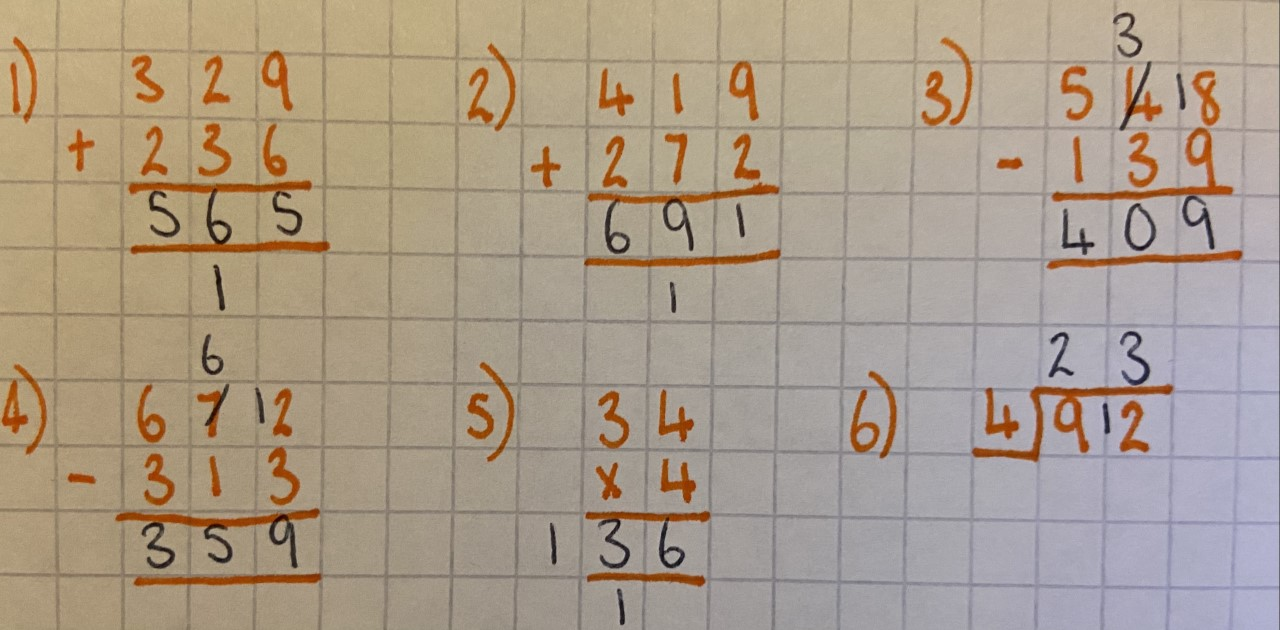 1) 3 2 9 2) 4 1 9 3) 5 4 18
3
+ 2 3 6 + 2 7 2 - 1 3 9
5 6 5 6 9 1 4 0 9
1 1
6 2 3
4) 6 7 12 5) 3 4 6) 4 9 12
- 3 1 3 x 4
3 5 9 1 3 6
1